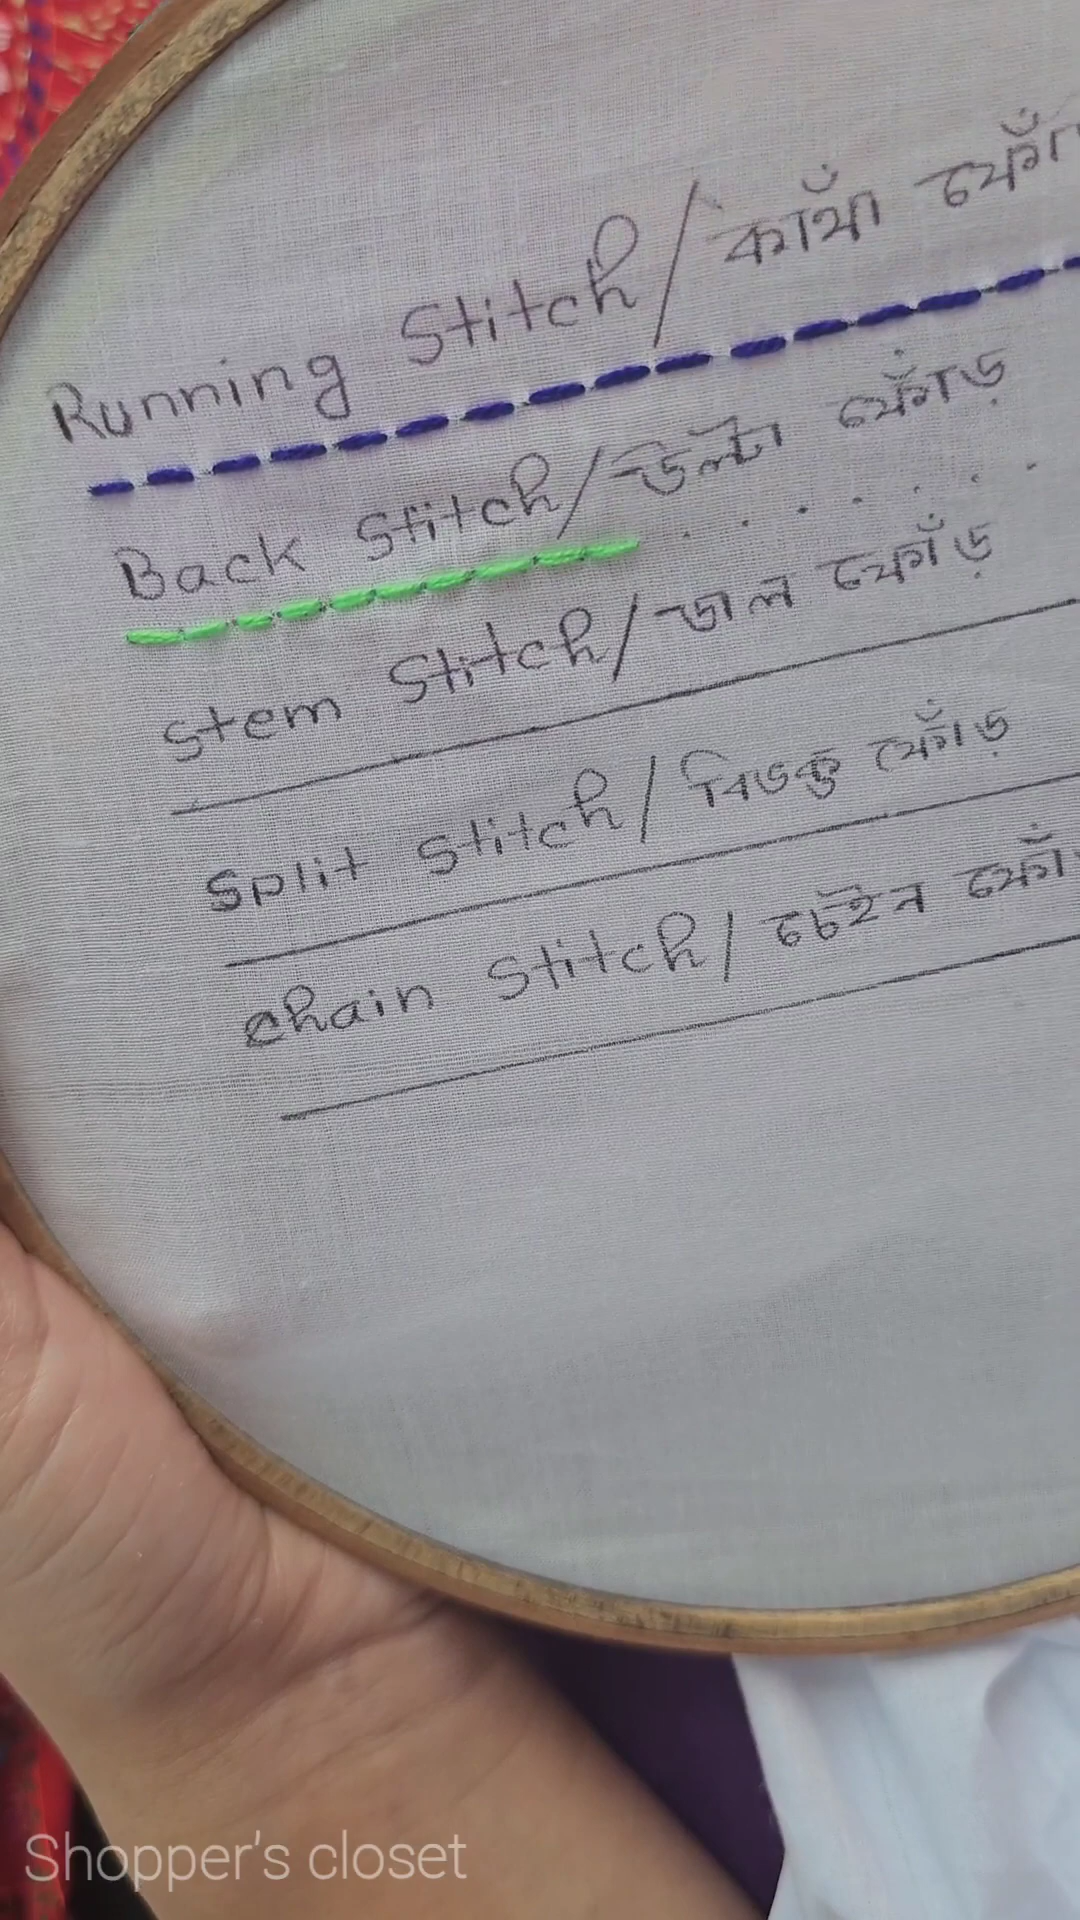 Running Stitch/কাঁথা ফোঁ
Back Stitch/উল্টা ফোঁড়
Stem Stitch/ডাল ফোঁড়
Split Stitch/বিভক্ত ফোঁড়
Chain Stitch/চেইন ফোঁ
Shopper's closet